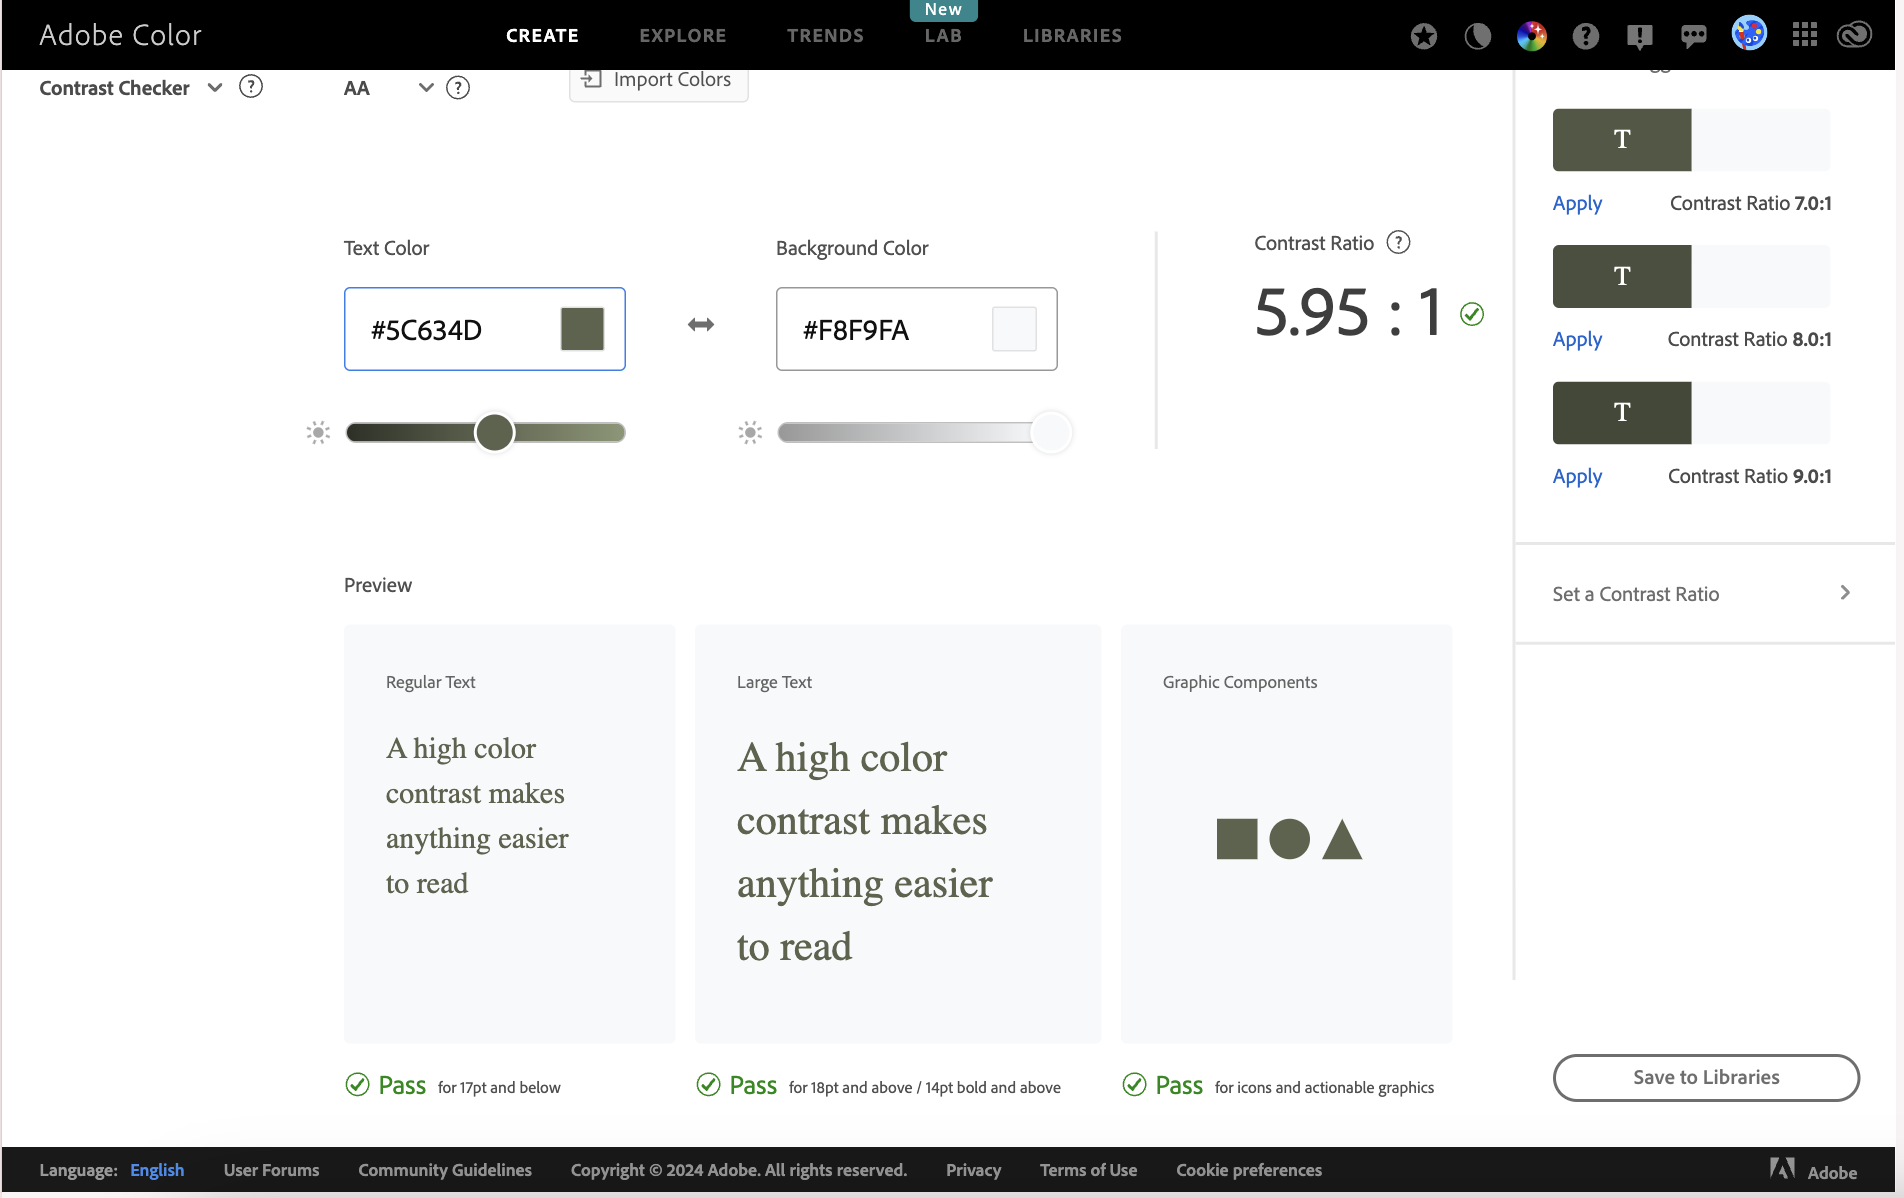 Adobe Color
CREATE
EXPLORE
TRENDS
New
LAB
LIBRARIES
Contrast Checker
AA
Import Colors
Text Color
#5C634D
Background Color
#F8F9FA
Contrast Ratio
5.95 : 1
T
Apply
Contrast Ratio 7.0:1
T
Apply
Contrast Ratio 8.0:1
T
Apply
Contrast Ratio 9.0:1
Set a Contrast Ratio
Preview
Regular Text
A high color
contrast makes
anything easier
to read
Pass for 17pt and below
Large Text
A high color
contrast makes
anything easier
to read
Pass for 18pt and above / 14pt bold and above
Graphic Components
Pass for icons and actionable graphics
Save to Libraries
Language: English
User Forums
Community Guidelines
Copyright © 2024 Adobe. All rights reserved.
Privacy
Terms of Use
Cookie preferences
Adobe